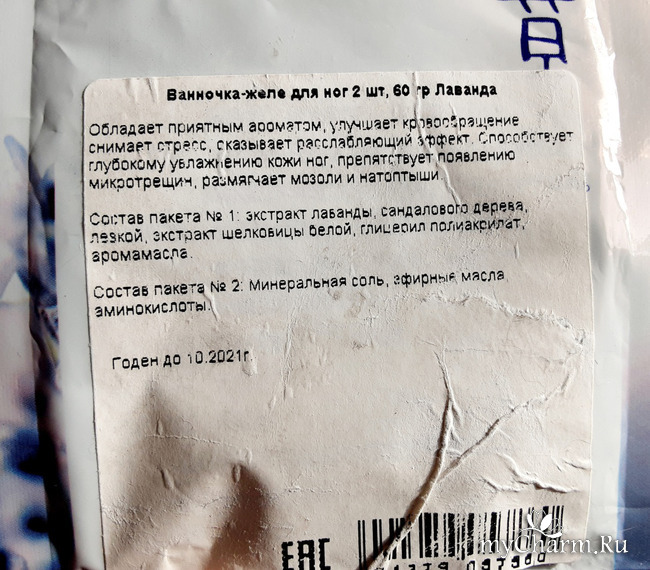 Ванночка-желе для ног 2 шт, 60 гр Лаванда
Обладает приятным ароматом, улучшает кровообращение
снимает стресс, оказывает расслабляющий эффект. Способствует
глубокому увлажнению кожи ног, препятствует появлению
микротрещин, размягчает мозоли и натоптыши.
Состав пакета № 1: экстракт лаванды, сандалового дерева,
экстракт шелковицы белой, глицерил полиакрилат,
аромамасла.
Состав пакета № 2: Минеральная соль, эфирные масла,
аминокислоты.
Годен до 10.2021г.
EAC
myCharm.Ru